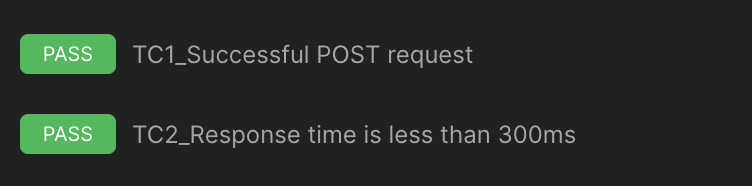 PASS TC1_Successful POST request
PASS TC2_Response time is less than 300ms